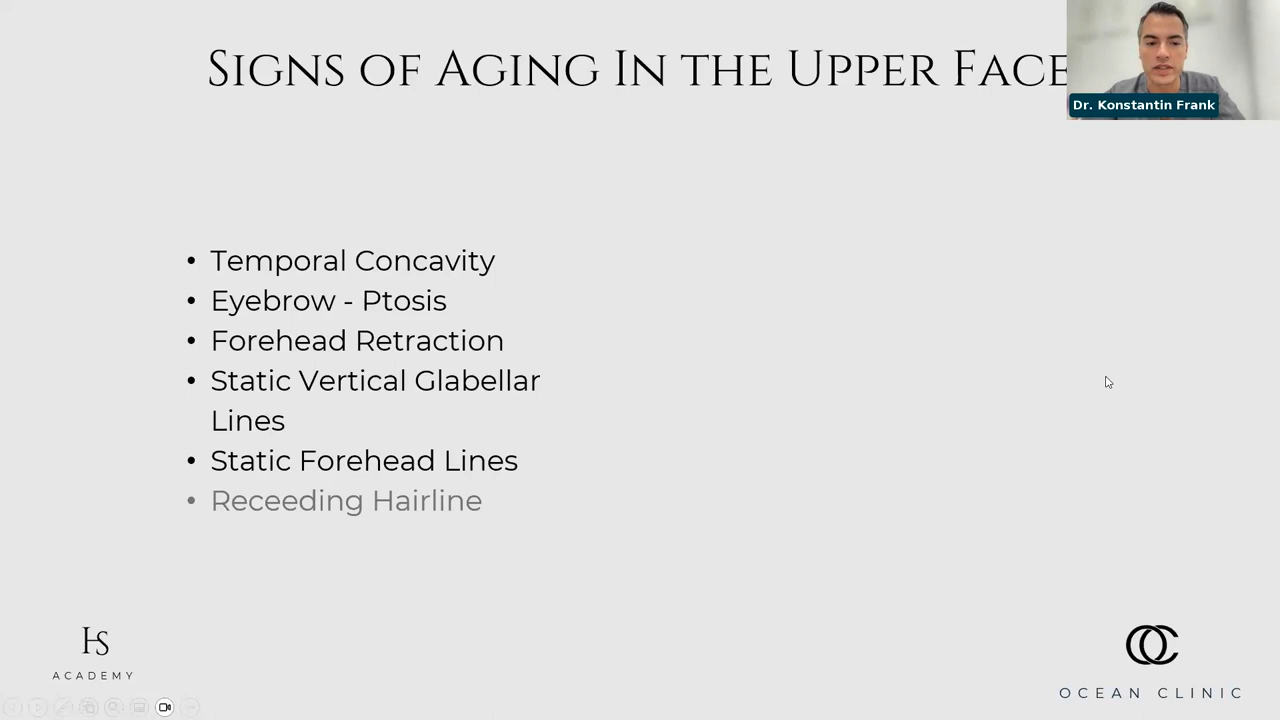 Signs of Aging In the Upper Face
Dr. Konstantin Frank
• Temporal Concavity
• Eyebrow - Ptosis
• Forehead Retraction
• Static Vertical Glabellar
Lines
• Static Forehead Lines
• Receeding Hairline
HS
ACADEMY
OC
OCEAN CLINIC